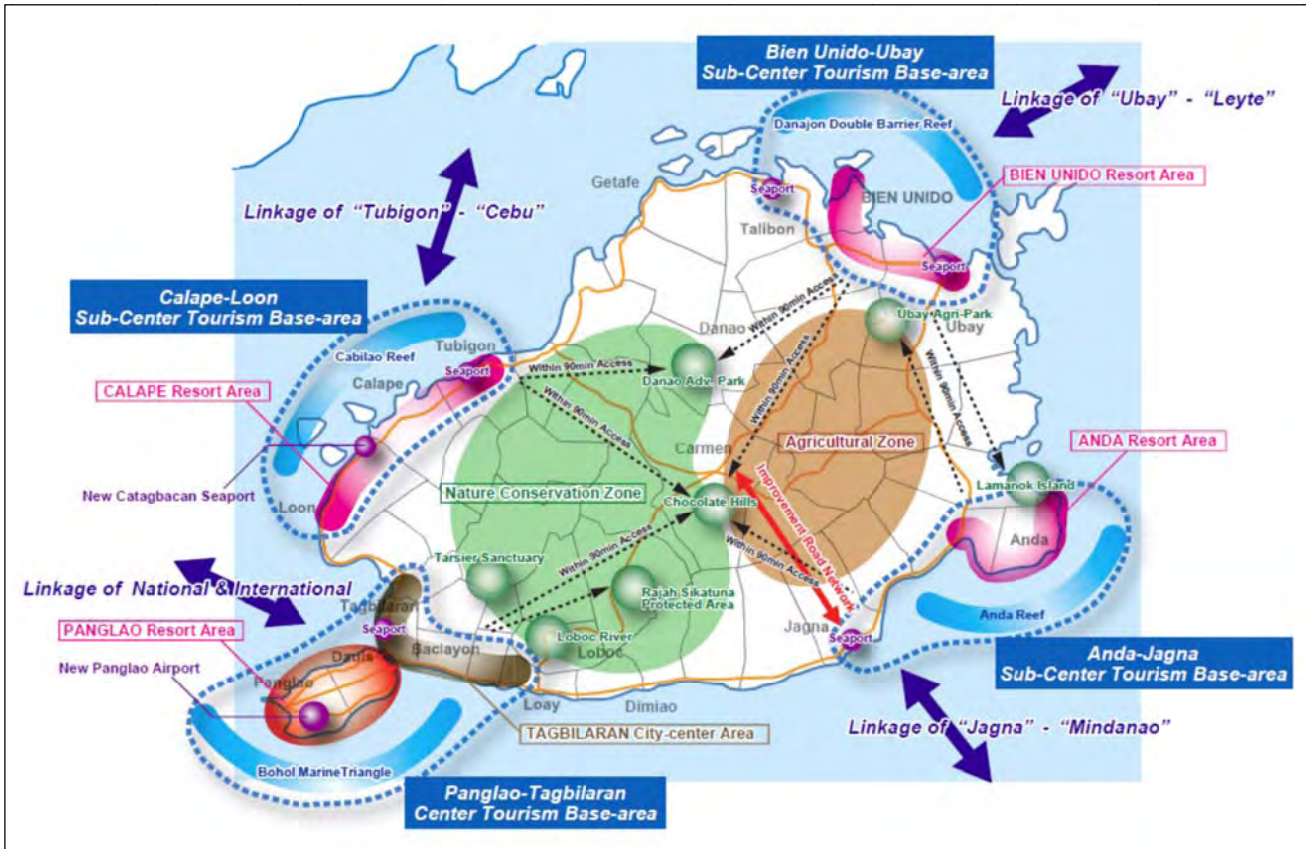 Bien Unido-Ubay
Sub-Center Tourism Base-area
Linkage of "Ubay" - "Leyte"
Danajon Double Barrier Reef
Getafe
Seaport
BIEN UNIDO Resort Area
BIEN UNIDO
Linkage of "Tubigon" - "Cebu"
Talibon
Seaport
Calape-Loon
Sub-Center Tourism Base-area
Within 90min Access
Ubay Agri-Park
Ubay
Danao
Tubigon
Cabilao Reef
Seaport
Calape
Within 90min Access
Danao Adv. Park
Within 90min Access
Within 90min Access
CALAPE Resort Area
Within 90min Access
Carmen
Agricultural Zone
ANDA Resort Area
New Catagbacan Seaport
Nature Conservation Zone
Chocolate Hills
Improvement Road Network
Lamanok Island
Loon
Anda
Within 90min Access
Within 90min Access
Tarsier Sanctuary
Linkage of National & International
Rajah Sikatuna
Protected Area
Tagbilaran
Anda Reef
Seaport
Jagna
Seaport
PANGLAO Resort Area
Loboc River
Loboc
Baclayon
Dauis
New Panglao Airport
Panglao
Anda-Jagna
Sub-Center Tourism Base-area
Loay
Dimiao
Linkage of "Jagna" - "Mindanao"
TAGBILARAN City-center Area
Bohol Marine Triangle
Panglao-Tagbilaran
Center Tourism Base-area